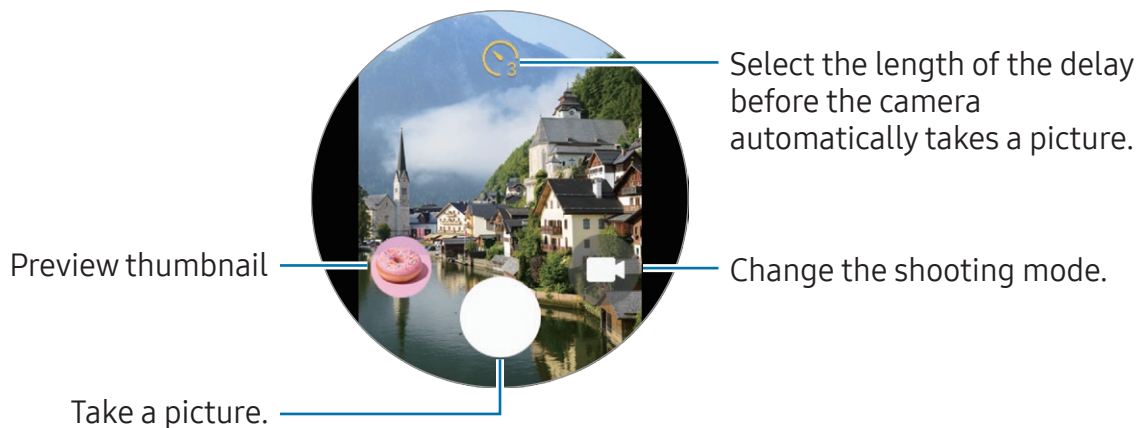 3
Select the length of the delay
before the camera
automatically takes a picture.
Preview thumbnail
Change the shooting mode.
Take a picture.